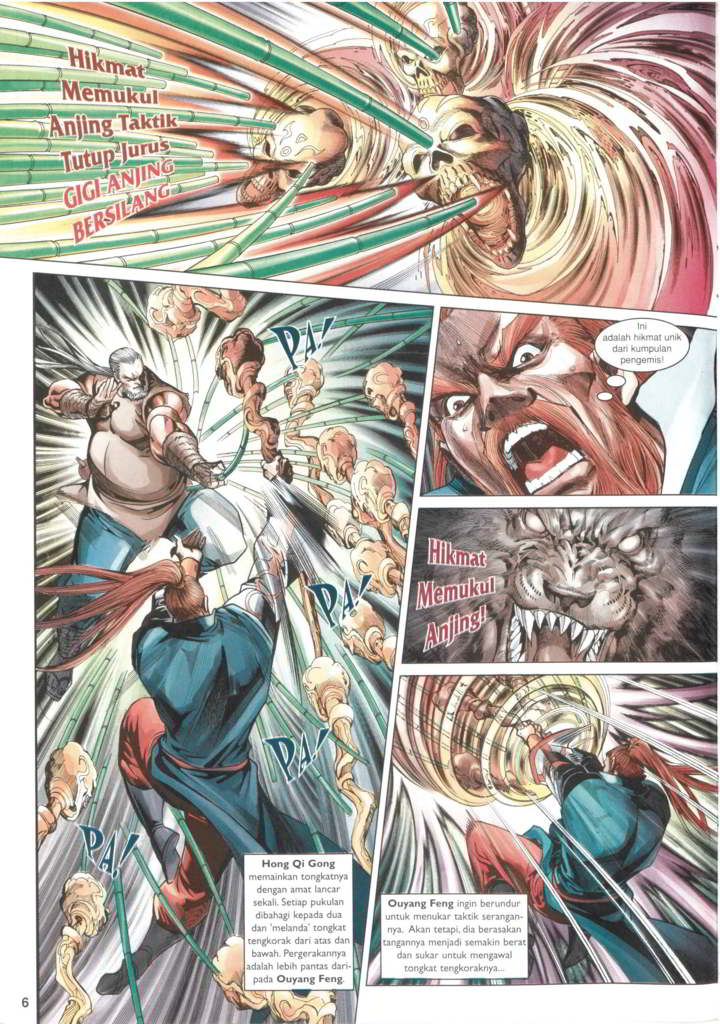 Hikmat
Memukul
Anjing Taktik
Tutup-Jurus
GIGI ANJING
BERSILANG
PA!
Ini
adalah hikmat unik
dari kumpulan
pengemis!
Hikmat
Memukul
Anjing!
PA!
PA!
PA!
Hong Qi Gong
memainkan tongkatnya
dengan amat lancar
sekali. Setiap pukulan
dibahagi kepada dua
dan 'melanda' tongkat
tengkorak dari atas dan
bawah. Pergerakannya
adalah lebih pantas dari-
pada Ouyang Feng.
Ouyang Feng ingin berundur
untuk menukar taktik serangan-
nya. Akan tetapi, dia berasakan
tangannya menjadi semakin berat
dan sukar untuk mengawal
tongkat tengkoraknya...
6